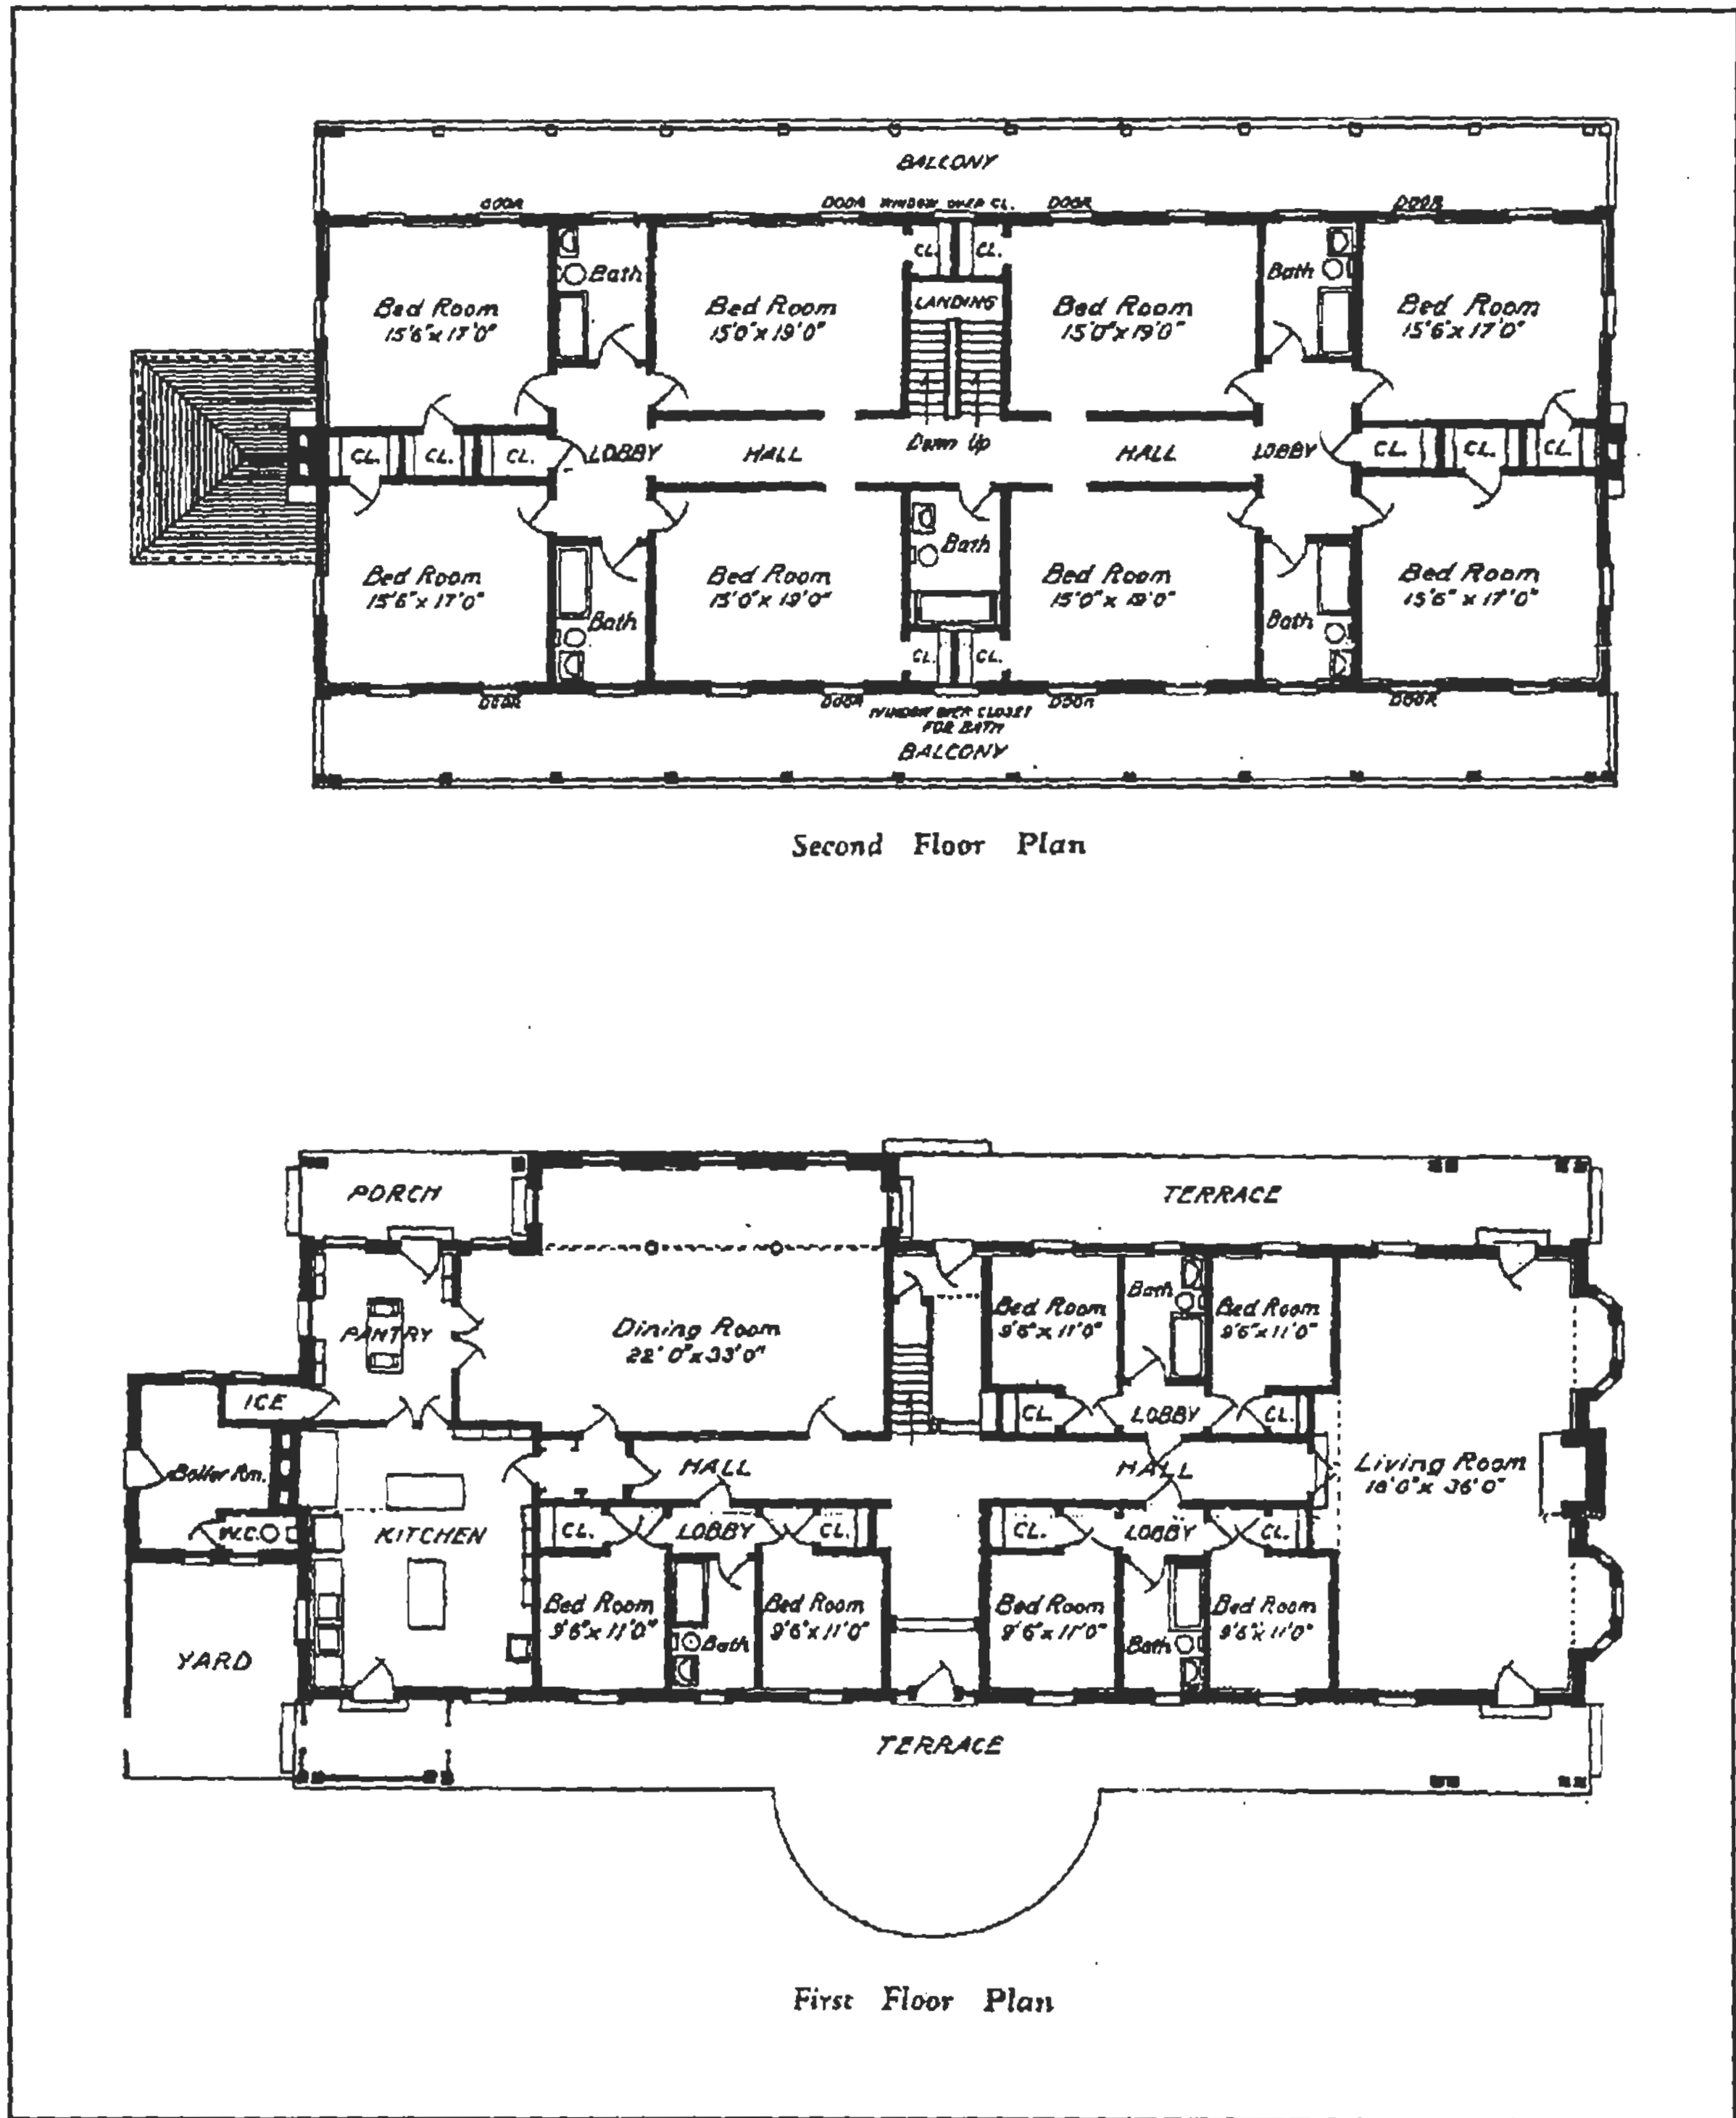 BALCONY
DOOR
DOOR WINDOW OVER CL. DOOR
DOOR
CL. CL.
Bath
Bath
Bed Room
15'6"x 17'0"
Bed Room
15'0"x 19'0"
LANDING
Bed Room
15'0"x 19'0"
Bed Room
15'6"x 17'0"
CL. CL. CL. LOBBY HALL Down Up HALL LOBBY CL. CL. CL.
Bed Room
15'6"x 17'0"
Bath
Bed Room
15'0"x 19'0"
Bath
Bed Room
15'0"x 19'0"
Bath
Bed Room
15'6"x 17'0"
CL. CL.
DOOR
DOOR
WINDOW OVER CLOSET
FOR BATH
DOOR
DOOR
BALCONY
Second Floor Plan
PORCH
TERRACE
PANTRY
Dining Room
22'0"x 33'0"
Bed Room
9'6"x 11'0"
Bath
Bed Room
9'6"x 11'0"
ICE
CL. LOBBY CL.
Boiler Rm.
HALL
HALL
Living Room
18'0"x 36'0"
W.C.
KITCHEN
CL. LOBBY CL.
CL. LOBBY CL.
Bed Room
9'6"x 11'0"
Bath
Bed Room
9'6"x 11'0"
Bed Room
9'6"x 11'0"
Bath
Bed Room
9'6"x 11'0"
YARD
TERRACE
First Floor Plan